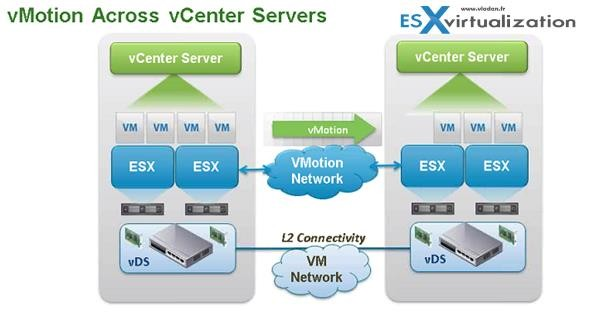 vMotion Across vCenter Servers
www.vladan.fr
ESXvirtualization
vCenter Server
vCenter Server
VM VM VM VM
vMotion
VM VM VM
ESX ESX
VMotion
Network
ESX ESX
vDS
L2 Connectivity
VM
Network
vDS